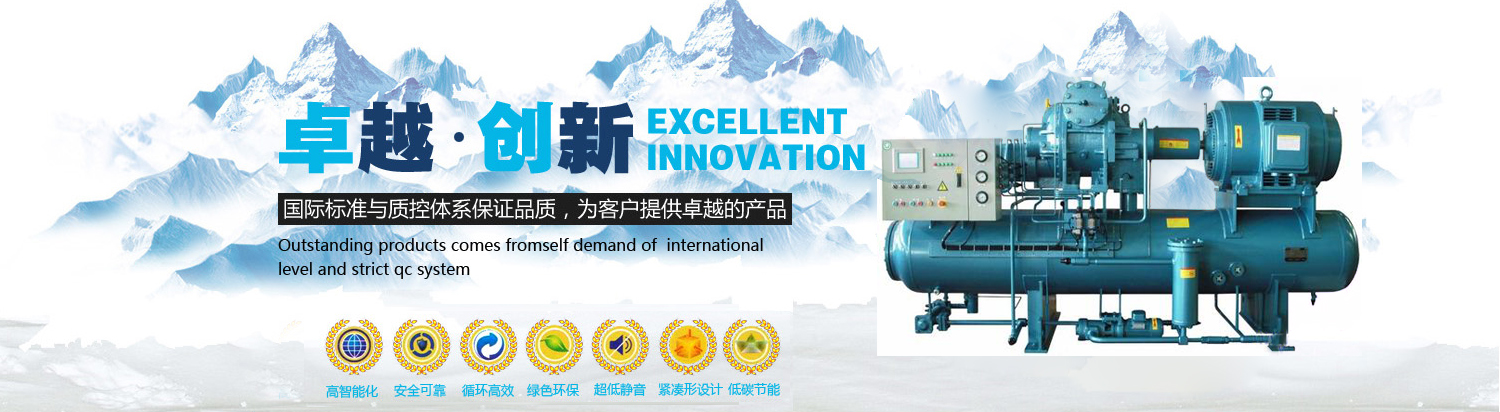 卓越·创新
EXCELLENT
INNOVATION
国际标准与质控体系保证品质，为客户提供卓越的产品
Outstanding products comes fromself demand of international
level and strict qc system
高智能化 安全可靠 循环高效 绿色环保 超低静音 紧凑形设计 低碳节能